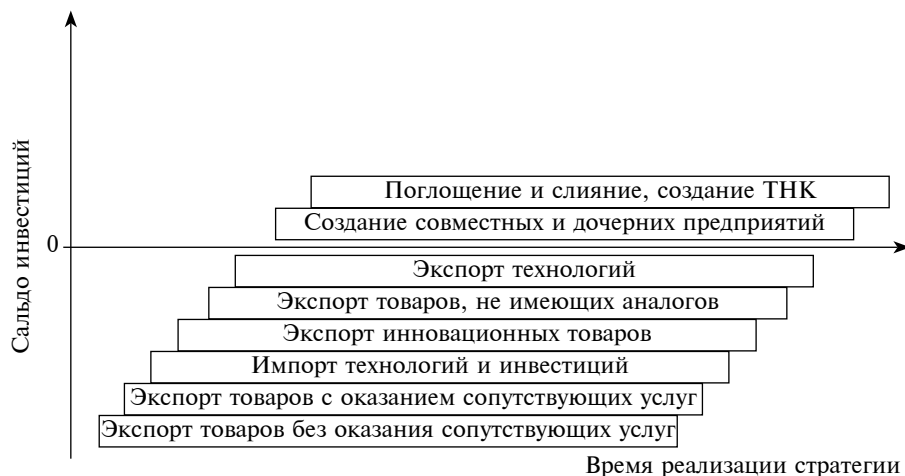 Сальдо инвестиций
Поглощение и слияние, создание ТНК
Создание совместных и дочерних предприятий
0
Экспорт технологий
Экспорт товаров, не имеющих аналогов
Экспорт инновационных товаров
Импорт технологий и инвестиций
Экспорт товаров с оказанием сопутствующих услуг
Экспорт товаров без оказания сопутствующих услуг
Время реализации стратегии